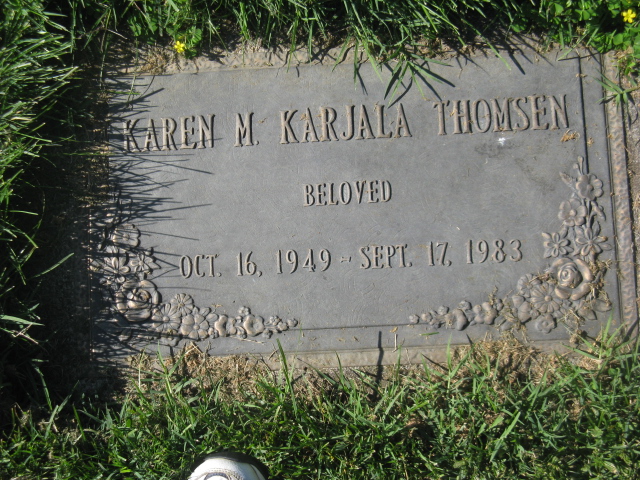 KAREN M. KARJALA THOMSEN
BELOVED
OCT. 16, 1949 - SEPT. 17, 1983